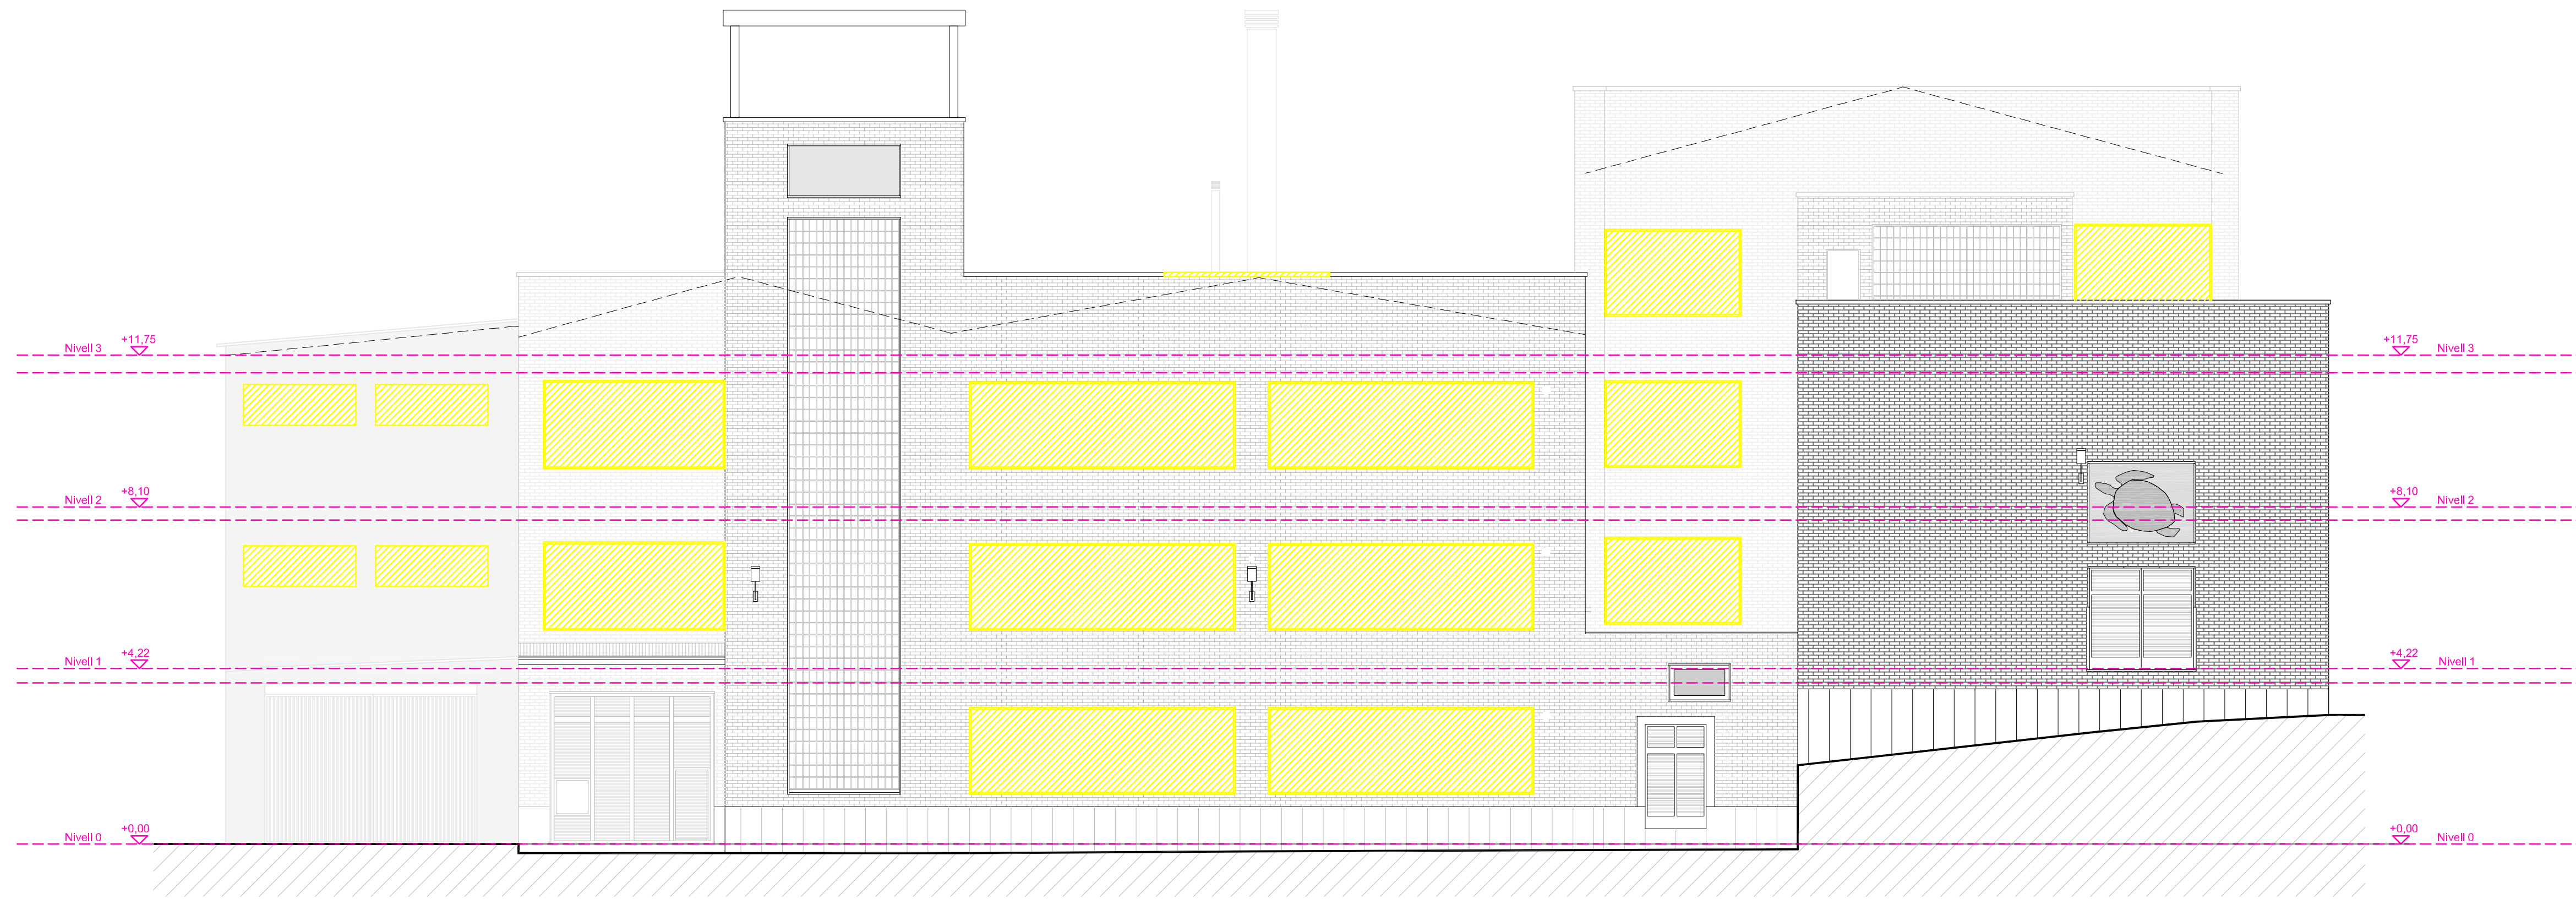 Nivell 3 +11,75 +11,75 Nivell 3
Nivell 2 +8,10 +8,10 Nivell 2
Nivell 1 +4,22 +4,22 Nivell 1
Nivell 0 +0,00 +0,00 Nivell 0